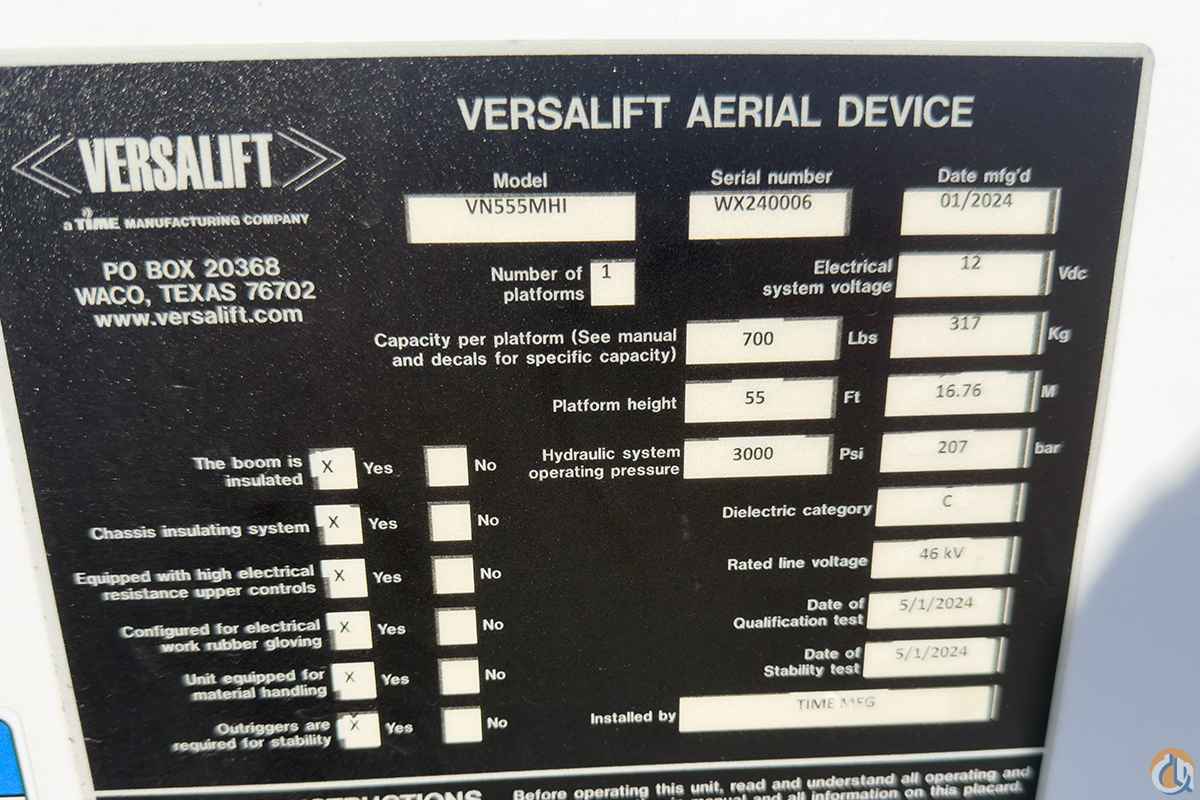 VERSALIFT
a TIME MANUFACTURING COMPANY
PO BOX 20368
WACO, TEXAS 76702
www.versalift.com
VERSALIFT AERIAL DEVICE
Model
VN555MHI
Serial number
WX240006
Date mfg'd
01/2024
Number of
platforms
1
Electrical
system voltage
12
Vdc
Capacity per platform (See manual
and decals for specific capacity)
700
Lbs
317
Kg
Platform height
55
Ft
16.76
M
Hydraulic system
operating pressure
3000
Psi
207
bar
Dielectric category
C
Rated line voltage
46 kV
Date of
Qualification test
5/1/2024
Date of
Stability test
5/1/2024
Installed by
TIME MFG
The boom is
insulated
X Yes No
Chassis insulating system
X Yes No
Equipped with high electrical
resistance upper controls
X Yes No
Configured for electrical
work rubber gloving
X Yes No
Unit equipped for
material handling
X Yes No
Outriggers are
required for stability
X Yes No
Before operating this unit, read and understand all operating and
manual and all information on this placard.